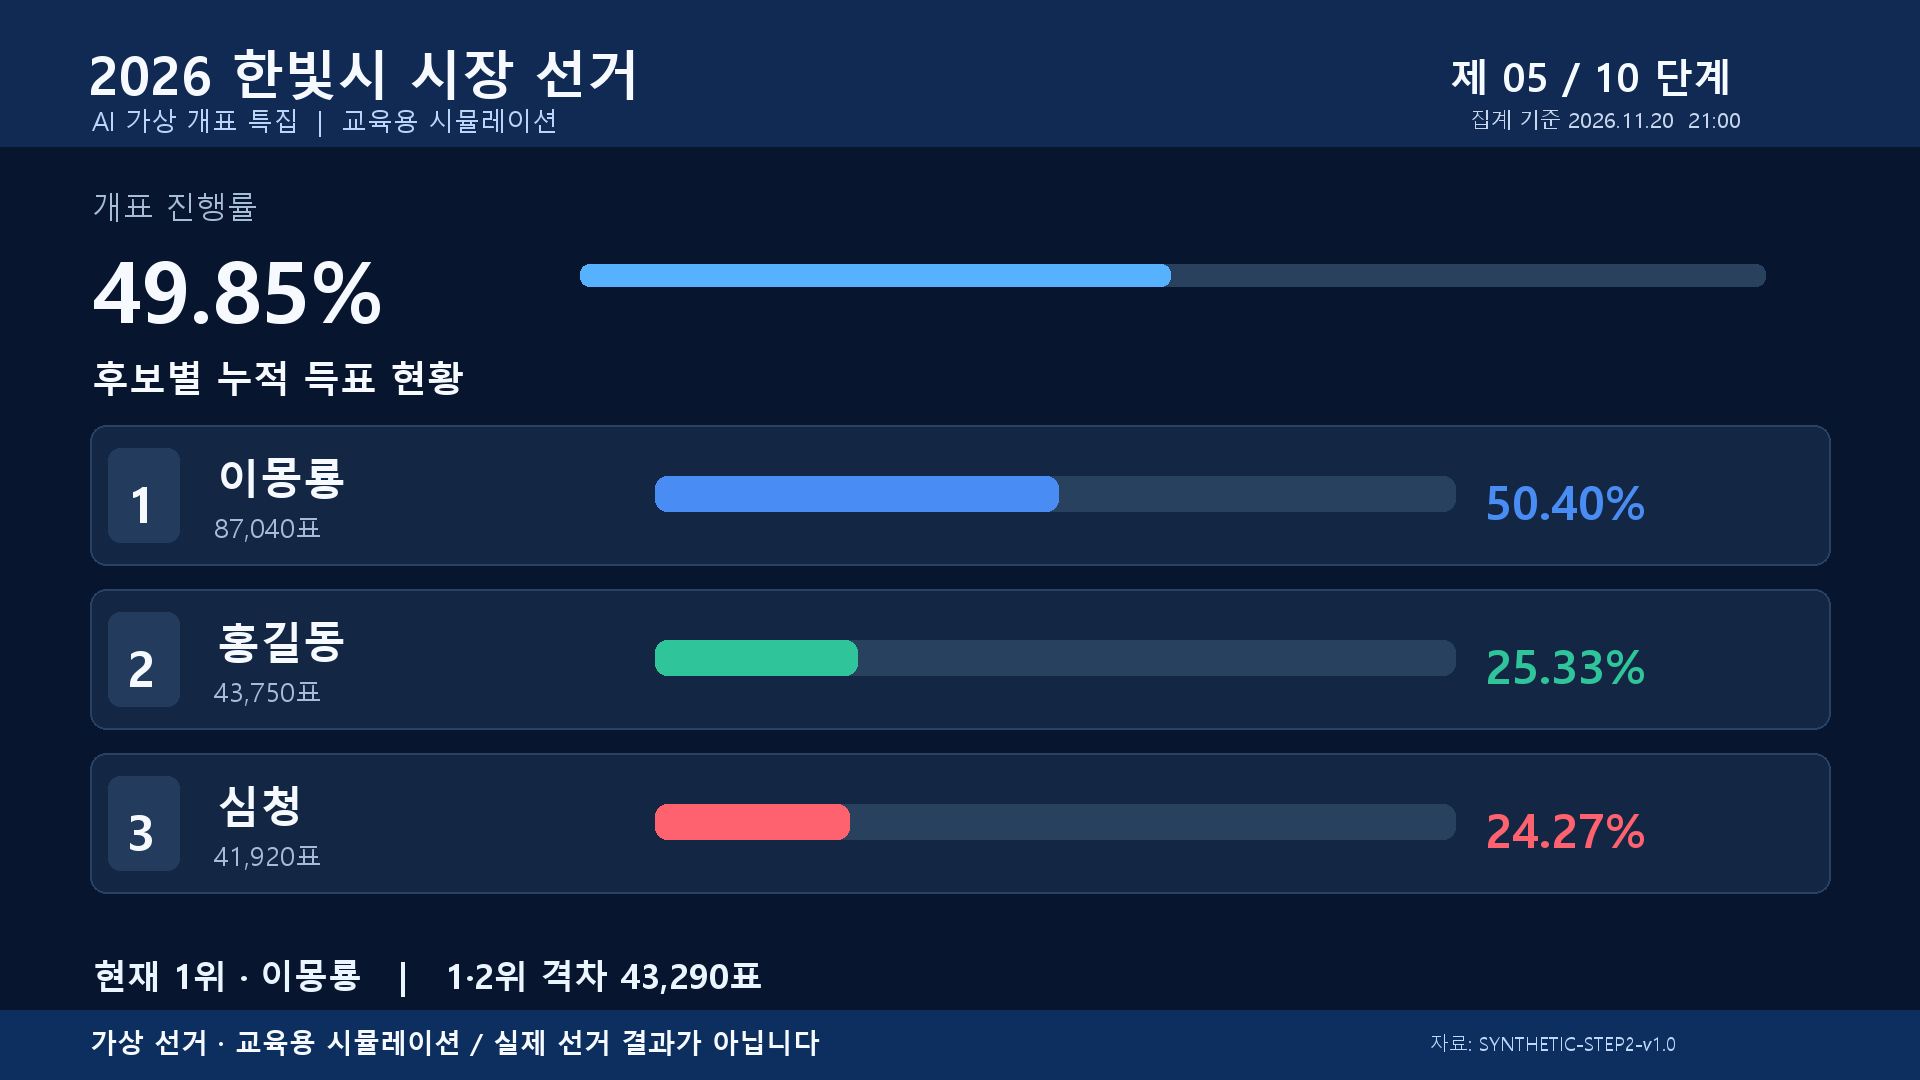 2026 한빛시 시장 선거
AI 가상 개표 특집 | 교육용 시뮬레이션
제 05 / 10 단계
집계 기준 2026.11.20 21:00
개표 진행률
49.85%
후보별 누적 득표 현황
1
이몽룡
87,040표
50.40%
2
홍길동
43,750표
25.33%
3
심청
41,920표
24.27%
현재 1위 · 이몽룡 | 1·2위 격차 43,290표
가상 선거 · 교육용 시뮬레이션 / 실제 선거 결과가 아닙니다
자료: SYNTHETIC-STEP2-v1.0